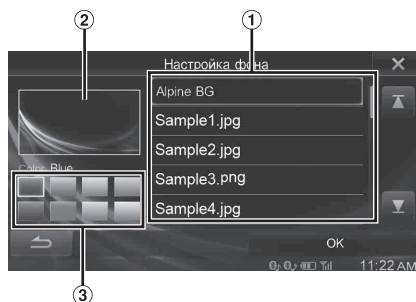 ② ①
Настройка фона
Alpine BG
Sample1.jpg
Sample2.jpg
Sample3.png
Sample4.jpg
Color Blue
OK
11:22 AM
③